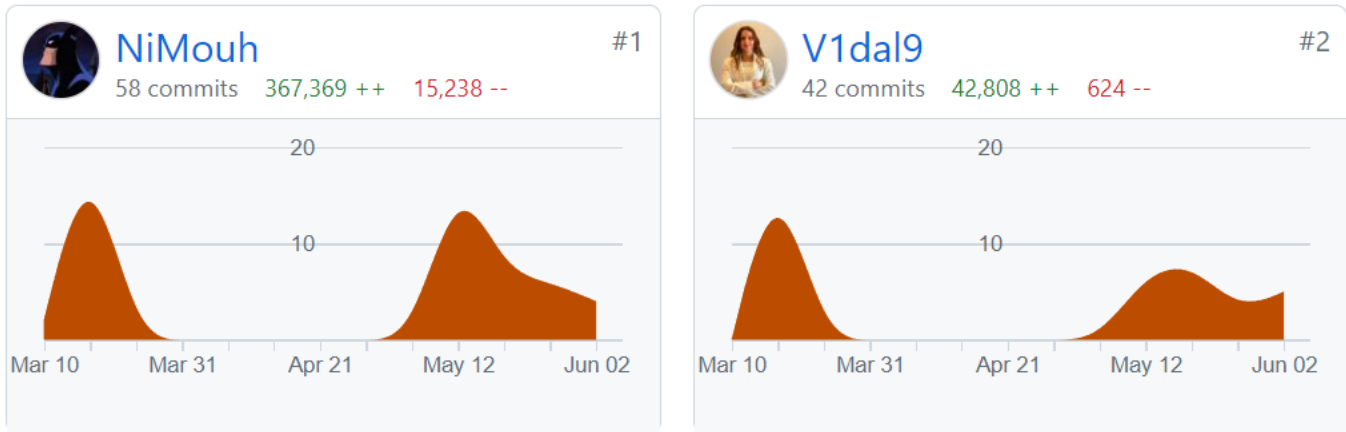 NiMouh
#1
58 commits 367,369 ++ 15,238 --
20
10
Mar 10 Mar 31 Apr 21 May 12 Jun 02
V1dal9
#2
42 commits 42,808 ++ 624 --
20
10
Mar 10 Mar 31 Apr 21 May 12 Jun 02